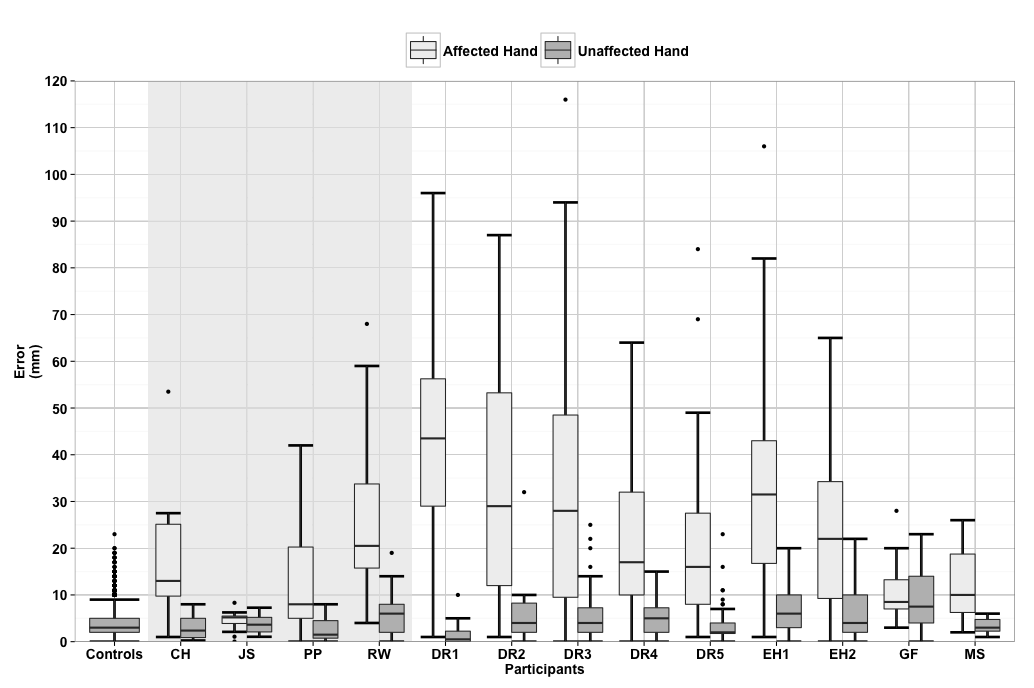 Affected Hand Unaffected Hand
120
110
100
90
80
70
60
50
40
30
20
10
0
Error
(mm)
Controls CH JS PP RW DR1 DR2 DR3 DR4 DR5 EH1 EH2 GF MS
Participants